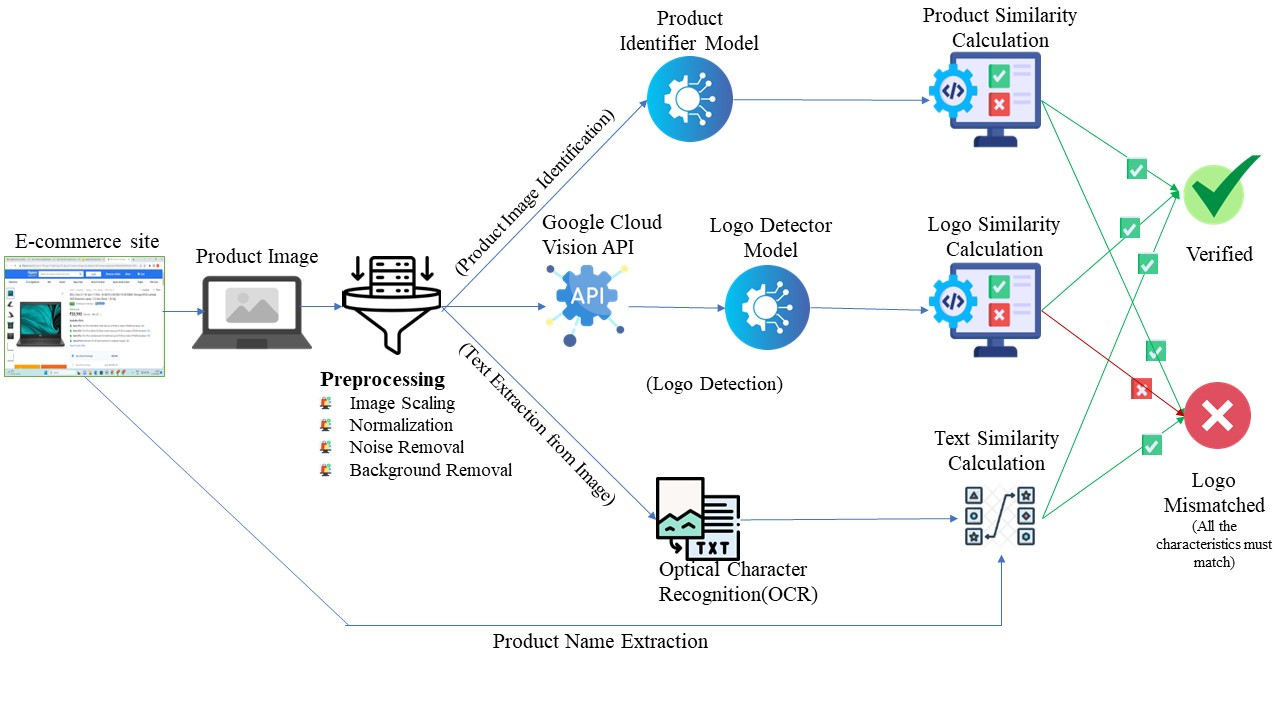 Product
Identifier Model
Product Similarity
Calculation
(Product Image Identification)
E-commerce site
Product Image
Google Cloud
Vision API
API
Logo Detector
Model
Logo Similarity
Calculation
Verified
Preprocessing
Image Scaling
Normalization
Noise Removal
Background Removal
(Logo Detection)
(Text Extraction from Image)
TXT
Optical Character
Recognition(OCR)
Text Similarity
Calculation
Logo
Mismatched
(All the
characteristics must
match)
Product Name Extraction